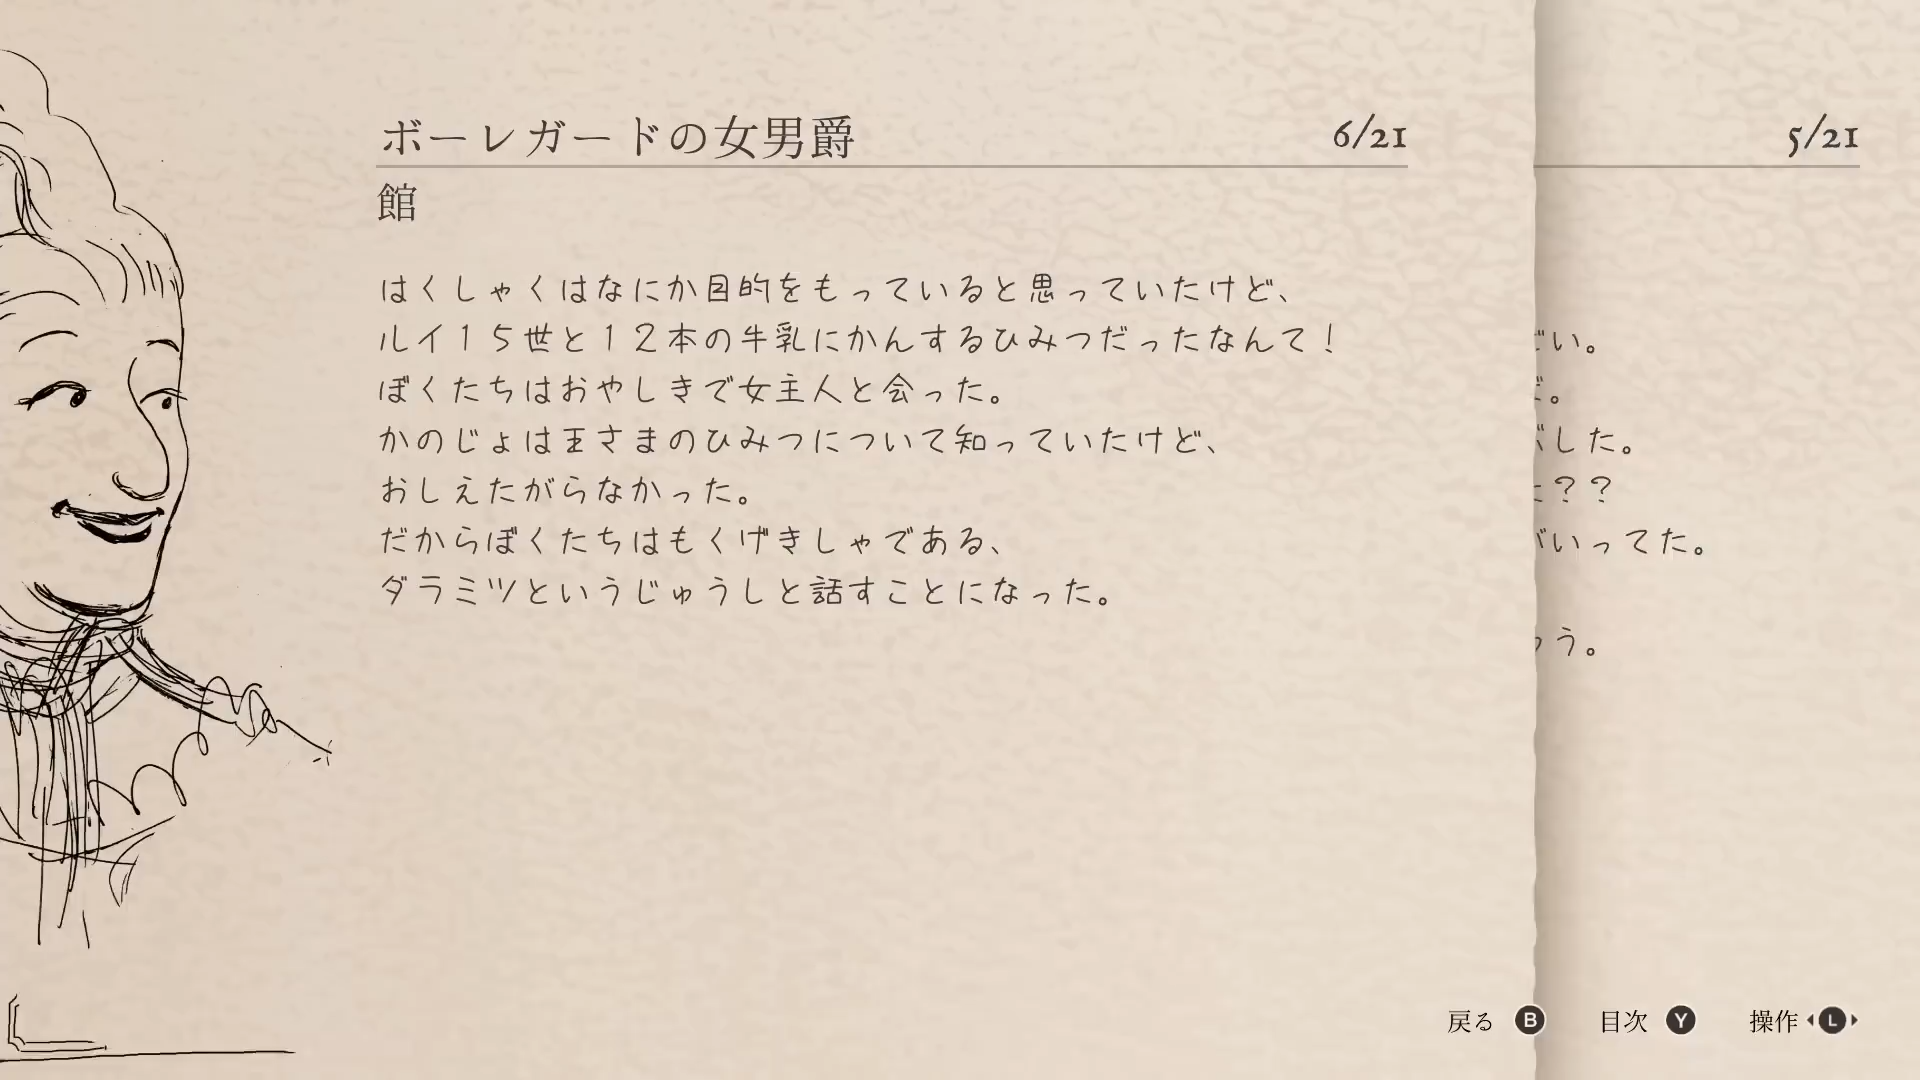 ボーレガードの女男爵
6/21
館
はくしゃくはなにか目的をもっていると思っていたけど、
ルイ１５世と１２本の牛乳にかんするひみつだったなんて！
ぼくたちはおやしきで女主人と会った。
かのじょは王さまのひみつについて知っていたけど、
おしえたがらなかった。
だからぼくたちはもくげきしゃである、
ダラミツというじゅうしと話すことになった。
5/21
い。
。
した。
？？
いってた。
う。
戻る B 目次 Y 操作 L